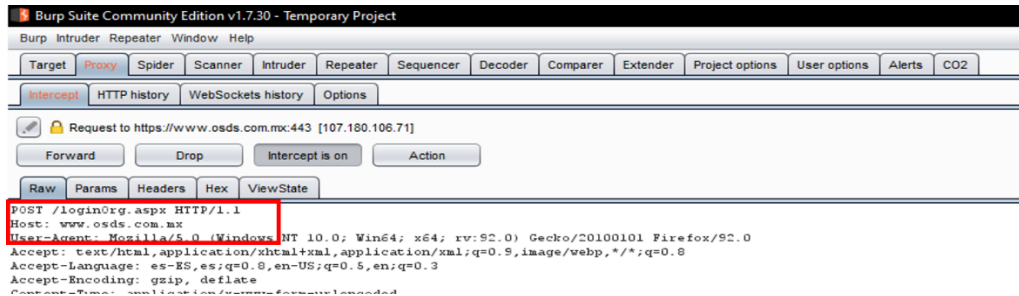 Burp Suite Community Edition v1.7.30 - Temporary Project
Burp Intruder Repeater Window Help
Target Proxy Spider Scanner Intruder Repeater Sequencer Decoder Comparer Extender Project options User options Alerts CO2
Intercept HTTP history WebSockets history Options
Request to https://www.osds.com.mx:443 [107.180.106.71]
Forward Drop Intercept is on Action
Raw Params Headers Hex ViewState
POST /loginOrg.aspx HTTP/1.1
Host: www.osds.com.mx
User-Agent: Mozilla/5.0 (Windows NT 10.0; Win64; x64; rv:92.0) Gecko/20100101 Firefox/92.0
Accept: text/html,application/xhtml+xml,application/xml;q=0.9,image/webp,*/*;q=0.8
Accept-Language: es-ES,es;q=0.8,en-US;q=0.5,en;q=0.3
Accept-Encoding: gzip, deflate
Content-Type: application/x-www-form-urlencoded